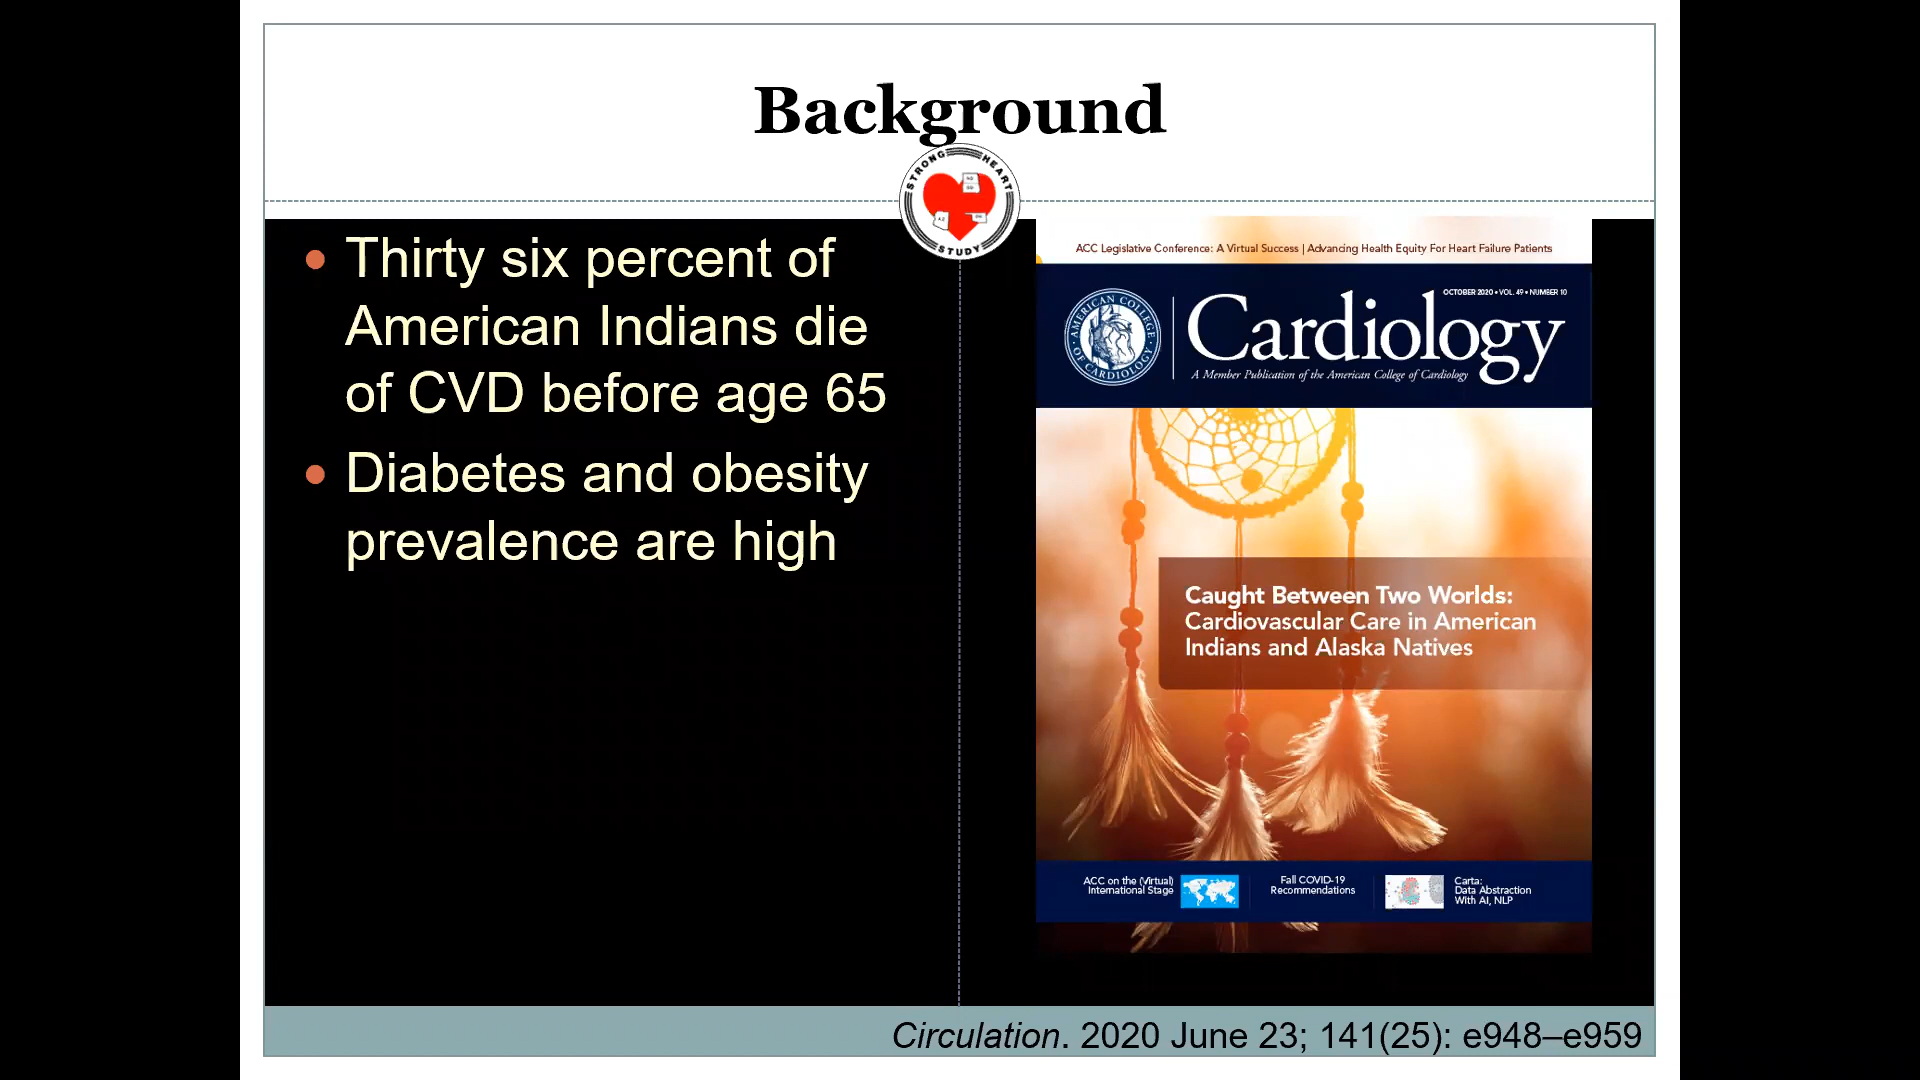 Background
STRONG HEART
STUDY
Thirty six percent of
American Indians die
of CVD before age 65
Diabetes and obesity
prevalence are high
ACC Legislative Conference: A Virtual Success | Advancing Health Equity For Heart Failure Patients
OCTOBER 2020 • VOL. 49 • NUMBER 10
AMERICAN COLLEGE OF CARDIOLOGY
Cardiology
A Member Publication of the American College of Cardiology
Caught Between Two Worlds:
Cardiovascular Care in American
Indians and Alaska Natives
ACC on the (Virtual)
International Stage
Fall COVID-19
Recommendations
Carta:
Data Abstraction
With AI, NLP
Circulation. 2020 June 23; 141(25): e948–e959